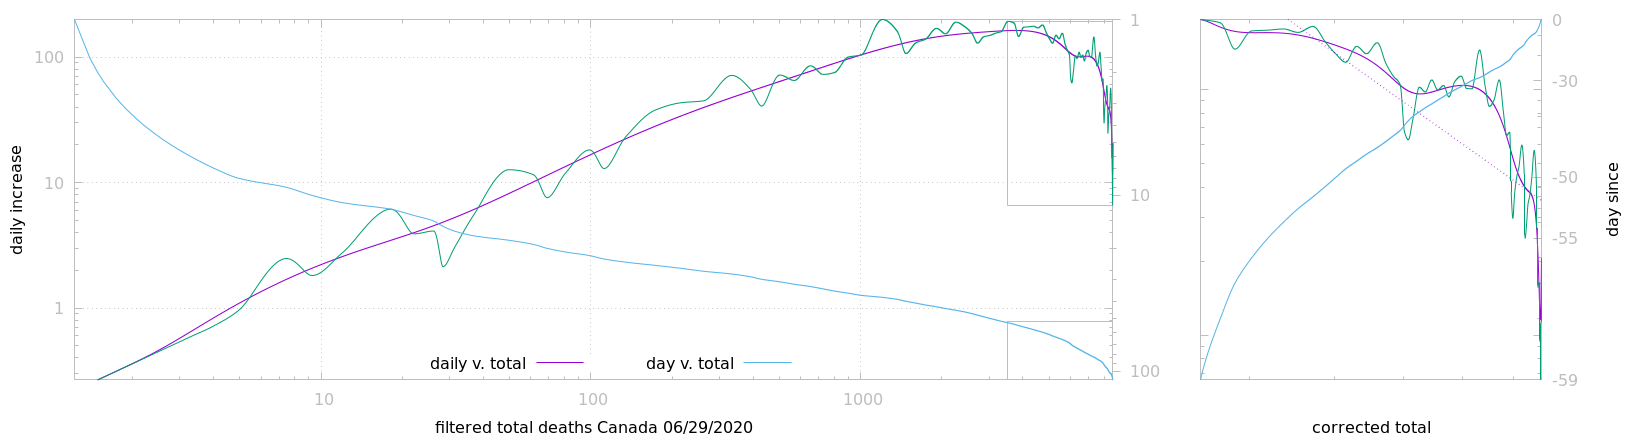 100
10
1
daily increase
10
100
1000
daily v. total
day v. total
filtered total deaths Canada 06/29/2020
1
10
100
0
-30
-50
-55
-59
day since
corrected total